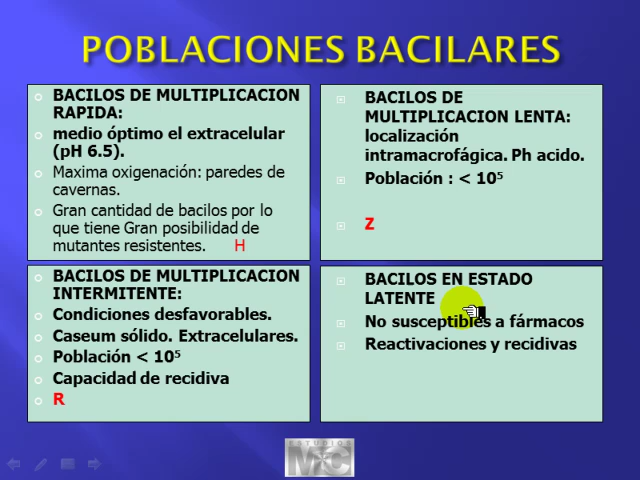 POBLACIONES BACILARES
BACILOS DE MULTIPLICACION
RAPIDA:
medio óptimo el extracelular
(pH 6.5).
Maxima oxigenación: paredes de
cavernas.
Gran cantidad de bacilos por lo
que tiene Gran posibilidad de
mutantes resistentes. H
BACILOS DE
MULTIPLICACION LENTA:
localización
intramacrofágica. Ph acido.
Población : < 10⁵
Z
BACILOS DE MULTIPLICACION
INTERMITENTE:
Condiciones desfavorables.
Caseum sólido. Extracelulares.
Población < 10⁵
Capacidad de recidiva
R
BACILOS EN ESTADO
LATENTE
No susceptibles a fármacos
Reactivaciones y recidivas
ESTUDIOS
MC